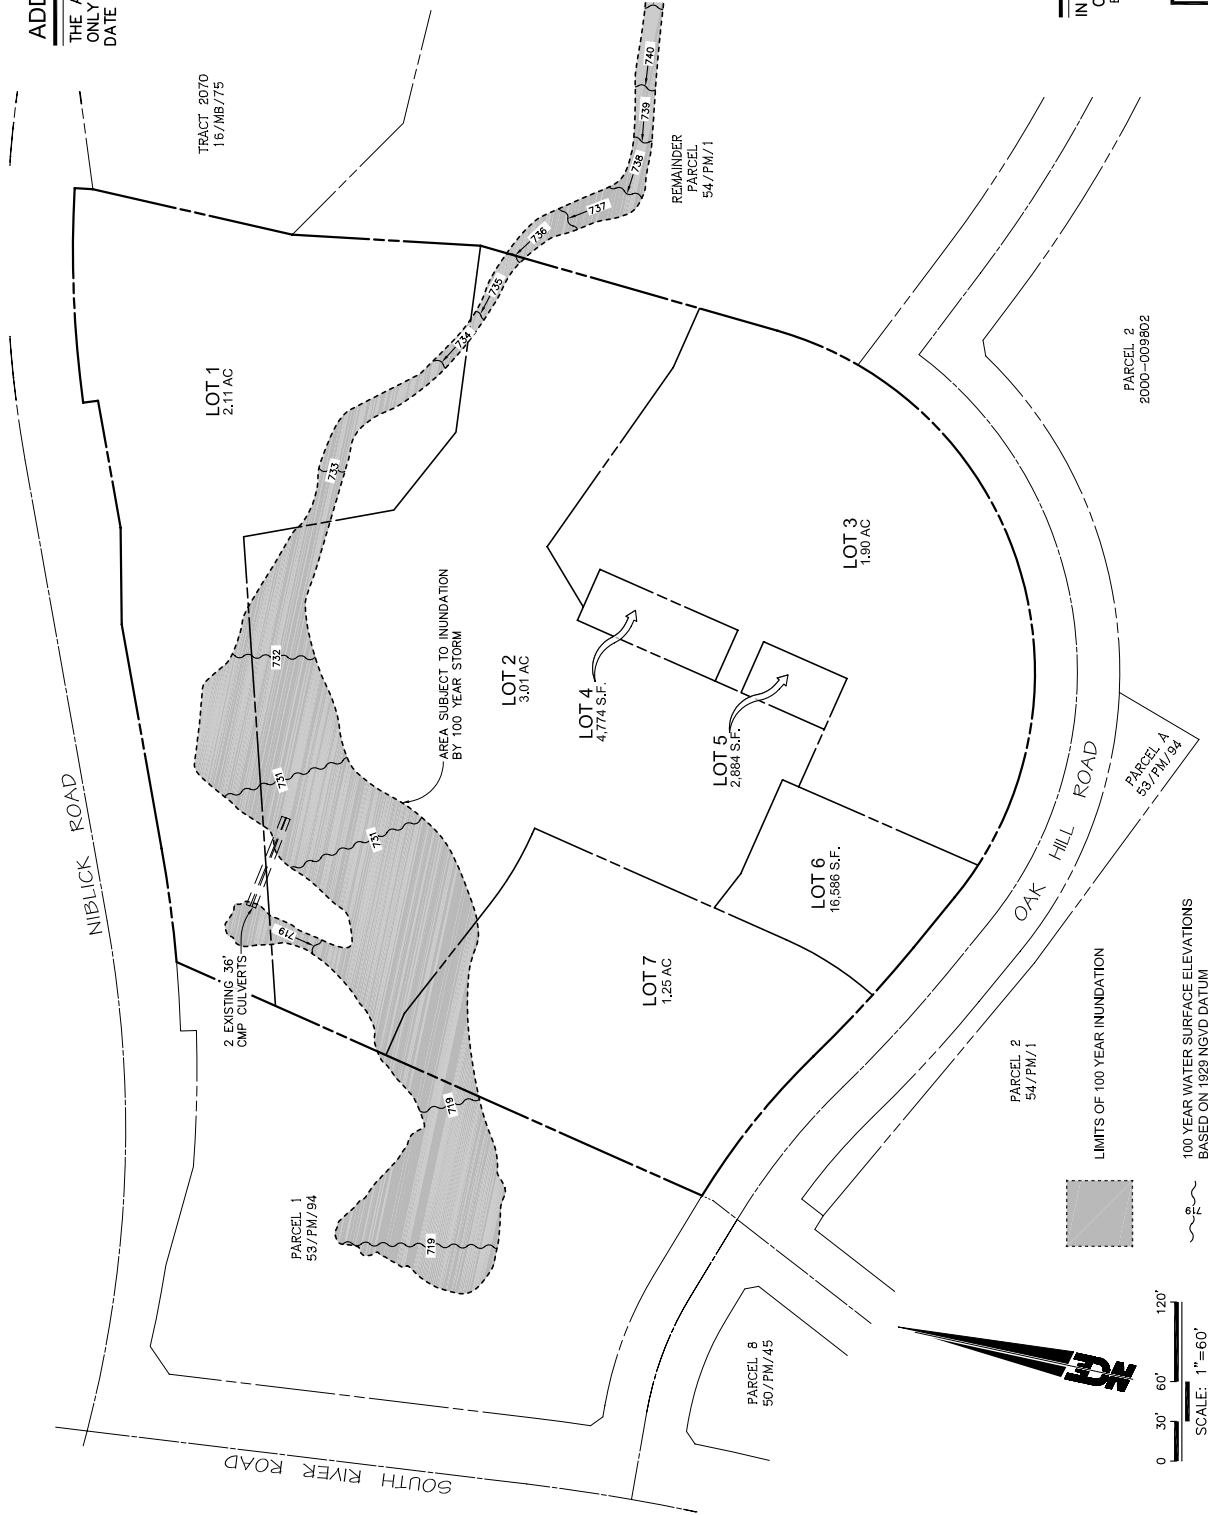 ADD
THE A
ONLY
DATE
TRACT 2070
16/MB/75
NIBLICK ROAD
LOT 1
2.11 AC
740
739
738
737
736
735
734
733
732
731
731
719
719
719
REMAINDER
PARCEL
54/PM/1
IN
AREA SUBJECT TO INUNDATION
BY 100 YEAR STORM
2 EXISTING 36'
CMP CULVERTS
LOT 2
3.01 AC
LOT 3
1.90 AC
LOT 4
4,774 S.F.
LOT 5
2,884 S.F.
LOT 6
16,586 S.F.
LOT 7
1.25 AC
PARCEL 2
2000-009802
PARCEL A
53/PM/94
OAK HILL ROAD
PARCEL 1
53/PM/94
PARCEL 2
54/PM/1
PARCEL 8
50/PM/45
SOUTH RIVER ROAD
LIMITS OF 100 YEAR INUNDATION
719
100 YEAR WATER SURFACE ELEVATIONS
BASED ON 1929 NGVD DATUM
NCE
0 30' 60' 120'
SCALE: 1"=60'